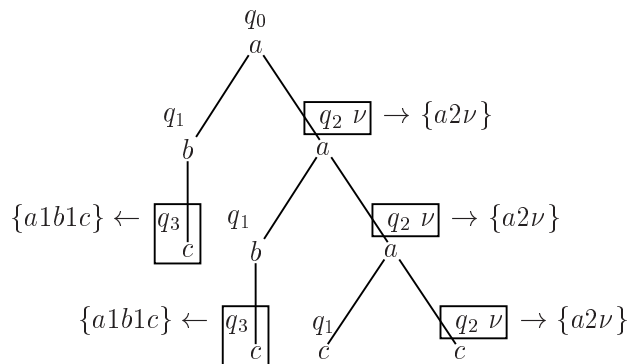 q0
a
q1 q2 ν → {a2ν}
b a
{a1b1c} ← q3 q1 q2 ν → {a2ν}
c b a
{a1b1c} ← q3 q1 q2 ν → {a2ν}
c c c